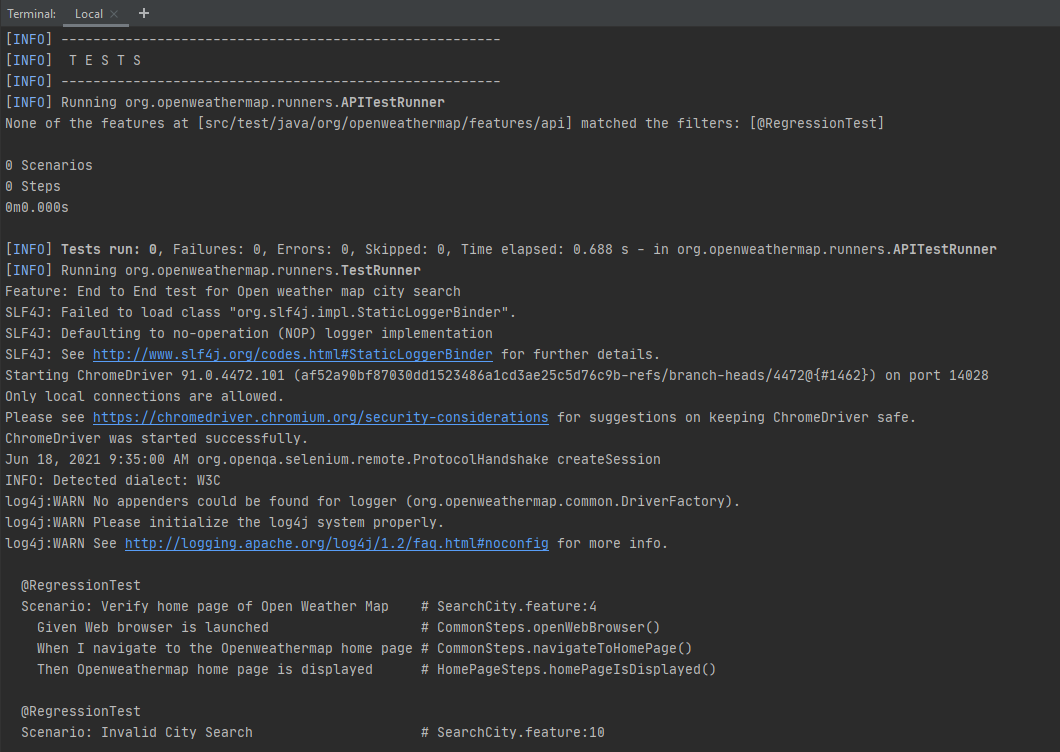 Terminal: Local × +
[INFO] -------------------------------------------------------
[INFO]  T E S T S
[INFO] -------------------------------------------------------
[INFO] Running org.openweathermap.runners.APITestRunner
None of the features at [src/test/java/org/openweathermap/features/api] matched the filters: [@RegressionTest]

0 Scenarios
0 Steps
0m0.000s

[INFO] Tests run: 0, Failures: 0, Errors: 0, Skipped: 0, Time elapsed: 0.688 s - in org.openweathermap.runners.APITestRunner
[INFO] Running org.openweathermap.runners.TestRunner
Feature: End to End test for Open weather map city search
SLF4J: Failed to load class "org.slf4j.impl.StaticLoggerBinder".
SLF4J: Defaulting to no-operation (NOP) logger implementation
SLF4J: See http://www.slf4j.org/codes.html#StaticLoggerBinder for further details.
Starting ChromeDriver 91.0.4472.101 (af52a90bf87030dd1523486a1cd3ae25c5d76c9b-refs/branch-heads/4472@{#1462}) on port 14028
Only local connections are allowed.
Please see https://chromedriver.chromium.org/security-considerations for suggestions on keeping ChromeDriver safe.
ChromeDriver was started successfully.
Jun 18, 2021 9:35:00 AM org.openqa.selenium.remote.ProtocolHandshake createSession
INFO: Detected dialect: W3C
log4j:WARN No appenders could be found for logger (org.openweathermap.common.DriverFactory).
log4j:WARN Please initialize the log4j system properly.
log4j:WARN See http://logging.apache.org/log4j/1.2/faq.html#noconfig for more info.

  @RegressionTest
  Scenario: Verify home page of Open Weather Map    # SearchCity.feature:4
    Given Web browser is launched                   # CommonSteps.openWebBrowser()
    When I navigate to the Openweathermap home page # CommonSteps.navigateToHomePage()
    Then Openweathermap home page is displayed      # HomePageSteps.homePageIsDisplayed()

  @RegressionTest
  Scenario: Invalid City Search                     # SearchCity.feature:10